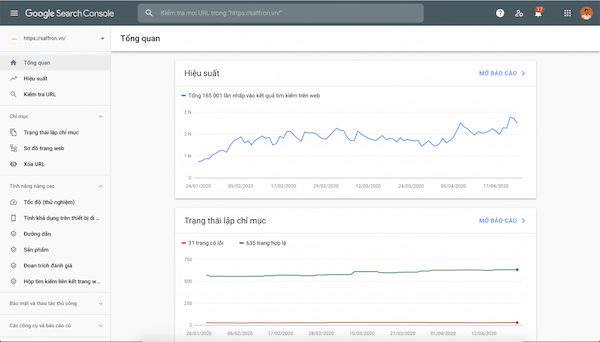 Google Search Console
Kiểm tra mọi URL trong "https://saffron.vn/"
17
https://saffron.vn/
Tổng quan
Tổng quan
Hiệu suất
Kiểm tra URL
Chỉ mục
Trạng thái lập chỉ mục
Sơ đồ trang web
Xóa URL
Tính năng nâng cao
Tốc độ (thử nghiệm)
Tính khả dụng trên thiết bị di ...
Đường dẫn
Sản phẩm
Đoạn trích đánh giá
Hộp tìm kiếm liên kết trang w...
Bảo mật và thao tác thủ công
Các công cụ và báo cáo cũ
Hiệu suất
MỞ BÁO CÁO
Tổng 165.001 lần nhấp vào kết quả tìm kiếm trên web
3 N
2 N
1 N
0
24/01/2020 05/02/2020 17/02/2020 29/02/2020 12/03/2020 24/03/2020 05/04/2020 17/04/2020
Trạng thái lập chỉ mục
MỞ BÁO CÁO
31 trang có lỗi 635 trang hợp lệ
750
500
250
0
26/01/2020 06/02/2020 17/02/2020 28/02/2020 10/03/2020 21/03/2020 01/04/2020 12/04/2020